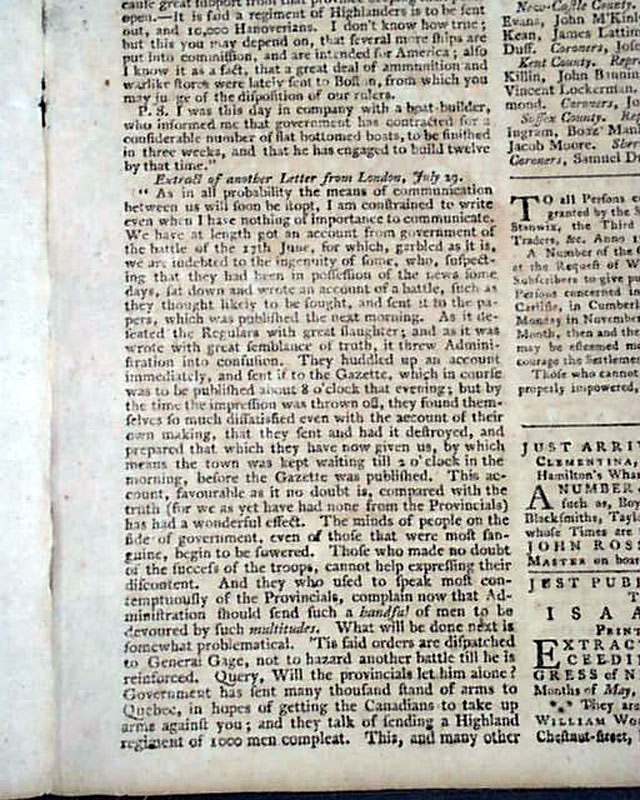 cause great support from that province
open.—It is said a regiment of Highlanders is to be sent
out, and 10,000 Hanoverians. I don't know how true;
but this you may depend on, that several more ships are
put into commission, and are intended for America; also
I know it as a fact, that a great deal of ammunition and
warlike stores were lately sent to Boston, from which you
may judge of the disposition of our rulers.
P. S. I was this day in company with a boat-builder,
who informed me that government has contracted for a
considerable number of flat bottomed boats, to be finished
in three weeks, and that he has engaged to build twelve
by that time."
Extract of another Letter from London, July 29.
" As in all probability the means of communication
between us will soon be stopt, I am constrained to write
even when I have nothing of importance to communicate.
We have at length got an account from government of
the battle of the 17th June, for which, garbled as it is,
we are indebted to the ingenuity of some, who, suspect-
ing that they had been in possession of the news some
days, sat down and wrote an account of a battle, such as
they thought likely to be fought, and sent it to the pa-
pers, which was published the next morning. As it de-
feated the Regulars with great slaughter; and as it was
wrote with great semblance of truth, it threw Admini-
stration into confusion. They huddled up an account
immediately, and sent it to the Gazette, which in course
was to be published about 8 o'clock that evening; but by
the time the impression was thrown off, they found them-
selves so much dissatisfied even with the account of their
own making, that they sent and had it destroyed, and
prepared that which they have now given us, by which
means the town was kept waiting till 2 o'clock in the
morning, before the Gazette was published. This ac-
count, favourable as it no doubt is, compared with the
truth (for we as yet have had none from the Provincials)
has had a wonderful effect. The minds of people on the
side of government, even of those that were most san-
guine, begin to be sowered. Those who made no doubt
of the success of the troops, cannot help expressing their
discontent. And they who used to speak most con-
temptuously of the Provincials, complain now that Ad-
ministration should send such a handful of men to be
devoured by such multitudes. What will be done next is
somewhat problematical. 'Tis said orders are dispatched
to General Gage, not to hazard another battle till he is
reinforced. Query, Will the provincials let him alone?
Government has sent many thousand stand of arms to
Quebec, in hopes of getting the Canadians to take up
arms against you; and they talk of sending a Highland
regiment of 1000 men compleat. This, and many other
New-Castle County.
Evans, John M'Kin
Kean, James Lattim
Duff. Coroners, Joh
Kent County. Repre
Killin, John Bannin
Vincent Lockerman
mond. Coroners, J
Sussex County. Rep
Ingram, Boaz Man
Jacob Moore. Sher
Coroners, Samuel D
TO all Persons c
granted by the S
Stanwix, the Third
Traders, &c. Anno
A Number of the
at the Request of W
Subscribers to give pu
Persons concerned in
Carlisle, in Cumberl
Monday in November
Month, then and the
may be esteemed m
courage the Settlemen
Those who cannot
properly impowered,
JUST ARRIV
CLEMENTINA,
Hamilton's Wha
A NUMBER
such as, Boy
Blacksmiths, Tayl
whose Times are
JOHN ROSS
MASTER on boar
JUST PUB
T
I S A A
PRINT
EXTRAC
CEEDI
GRESS of N
Months of May,
*** They are
WILLIAM WO
Chesnut-street,